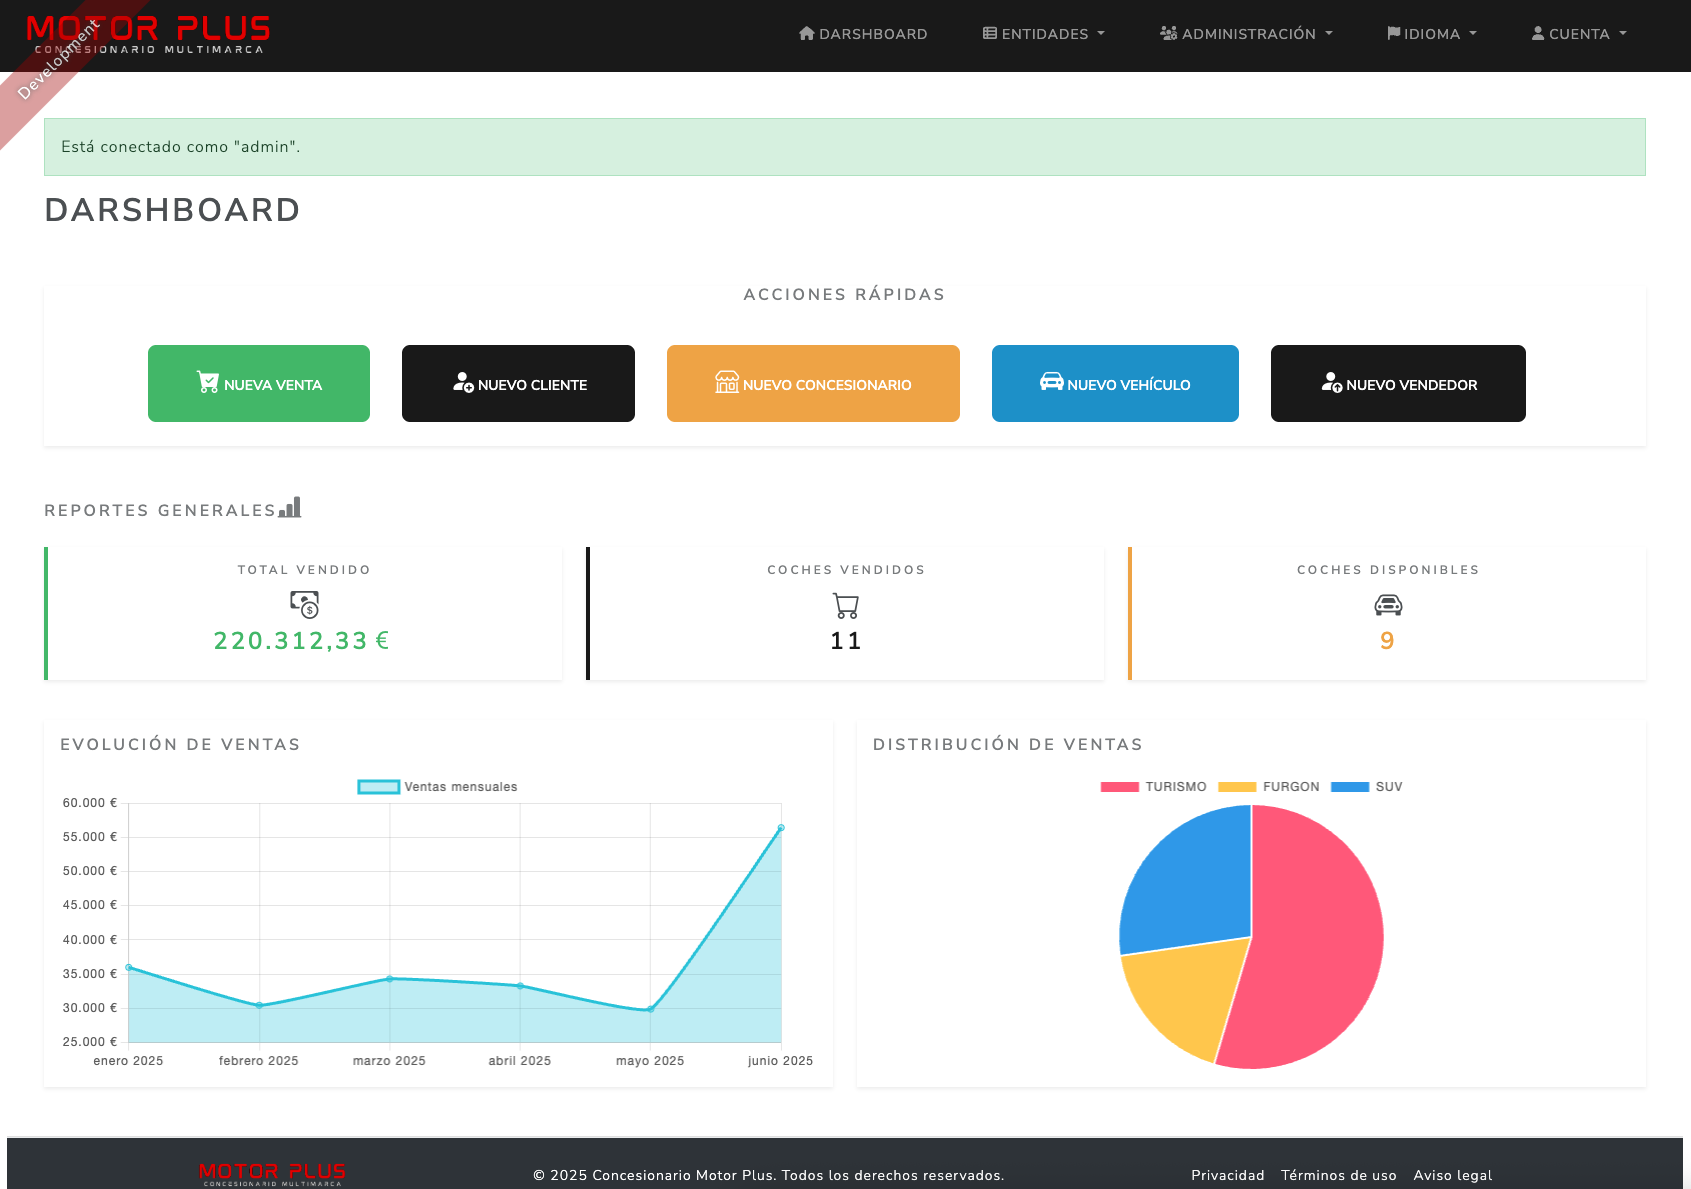 MOTOR PLUS
CONCESIONARIO MULTIMARCA
Development
DARSHBOARD ENTIDADES ADMINISTRACIÓN IDIOMA CUENTA
Está conectado como "admin".
DARSHBOARD
ACCIONES RÁPIDAS
NUEVA VENTA NUEVO CLIENTE NUEVO CONCESIONARIO NUEVO VEHÍCULO NUEVO VENDEDOR
REPORTES GENERALES
TOTAL VENDIDO
220.312,33 €
COCHES VENDIDOS
11
COCHES DISPONIBLES
9
EVOLUCIÓN DE VENTAS
Ventas mensuales
60.000 €
55.000 €
50.000 €
45.000 €
40.000 €
35.000 €
30.000 €
25.000 €
enero 2025 febrero 2025 marzo 2025 abril 2025 mayo 2025 junio 2025
DISTRIBUCIÓN DE VENTAS
TURISMO FURGON SUV
MOTOR PLUS
CONCESIONARIO MULTIMARCA
© 2025 Concesionario Motor Plus. Todos los derechos reservados.
Privacidad Términos de uso Aviso legal